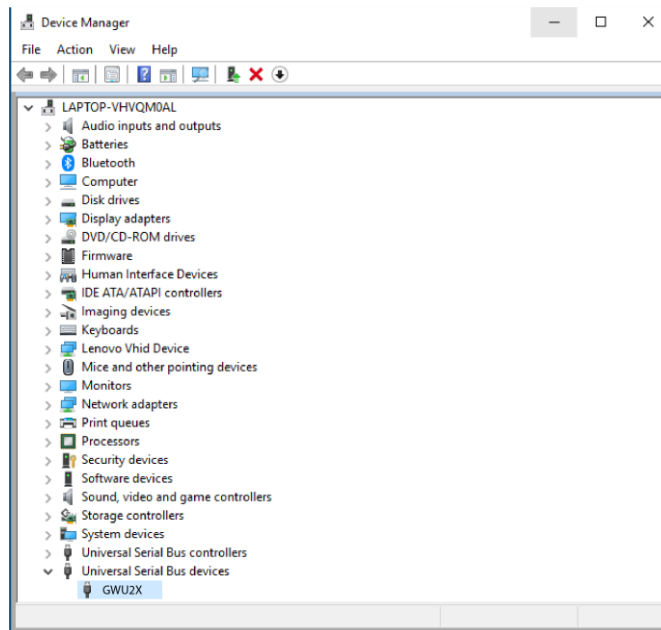 Device Manager
File Action View Help
LAPTOP-VHVQM0AL
Audio inputs and outputs
Batteries
Bluetooth
Computer
Disk drives
Display adapters
DVD/CD-ROM drives
Firmware
Human Interface Devices
IDE ATA/ATAPI controllers
Imaging devices
Keyboards
Lenovo Vhid Device
Mice and other pointing devices
Monitors
Network adapters
Print queues
Processors
Security devices
Software devices
Sound, video and game controllers
Storage controllers
System devices
Universal Serial Bus controllers
Universal Serial Bus devices
GWU2X